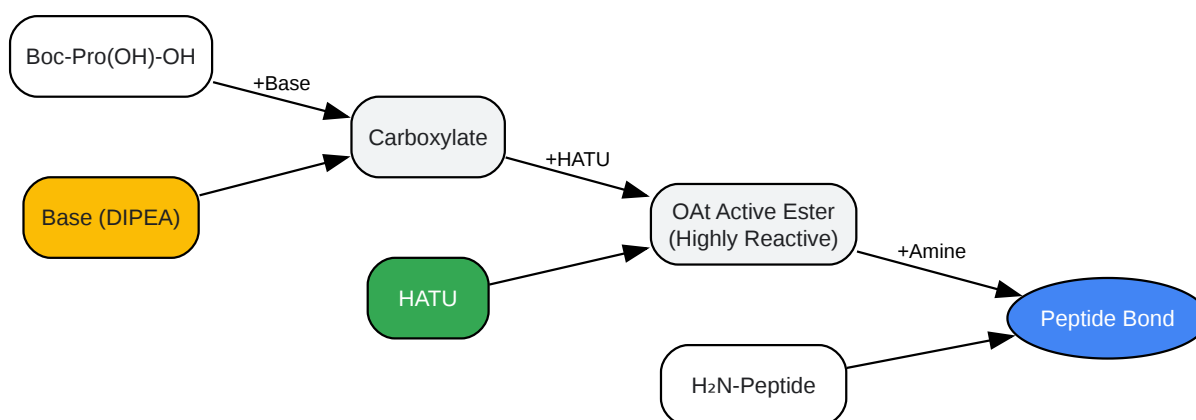 Boc-Pro(OH)-OH
+Base
Carboxylate
Base (DIPEA)
+HATU
OAt Active Ester
(Highly Reactive)
HATU
+Amine
Peptide Bond
H₂N-Peptide